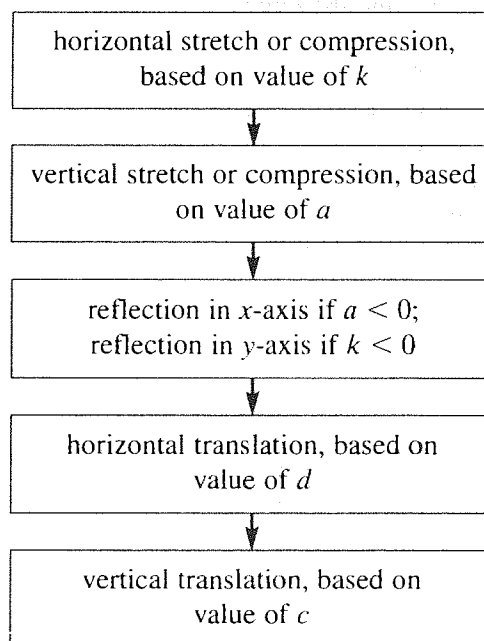 horizontal stretch or compression,
based on value of k
vertical stretch or compression, based
on value of a
reflection in x-axis if a < 0;
reflection in y-axis if k < 0
horizontal translation, based on
value of d
vertical translation, based on
value of c